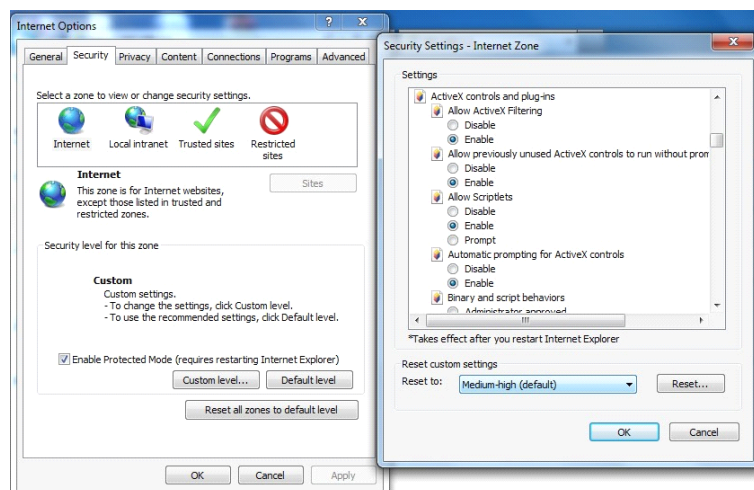 Internet Options
General Security Privacy Content Connections Programs Advanced
Select a zone to view or change security settings.
Internet Local intranet Trusted sites Restricted sites
Internet
This zone is for Internet websites,
except those listed in trusted and
restricted zones.
Sites
Security level for this zone
Custom
Custom settings.
- To change the settings, click Custom level.
- To use the recommended settings, click Default level.
Enable Protected Mode (requires restarting Internet Explorer)
Custom level... Default level
Reset all zones to default level
OK Cancel Apply
Security Settings - Internet Zone
Settings
ActiveX controls and plug-ins
Allow ActiveX Filtering
Disable
Enable
Allow previously unused ActiveX controls to run without prom
Disable
Enable
Allow Scriptlets
Disable
Enable
Prompt
Automatic prompting for ActiveX controls
Disable
Enable
Binary and script behaviors
Administrator approved
*Takes effect after you restart Internet Explorer
Reset custom settings
Reset to: Medium-high (default) Reset...
OK Cancel